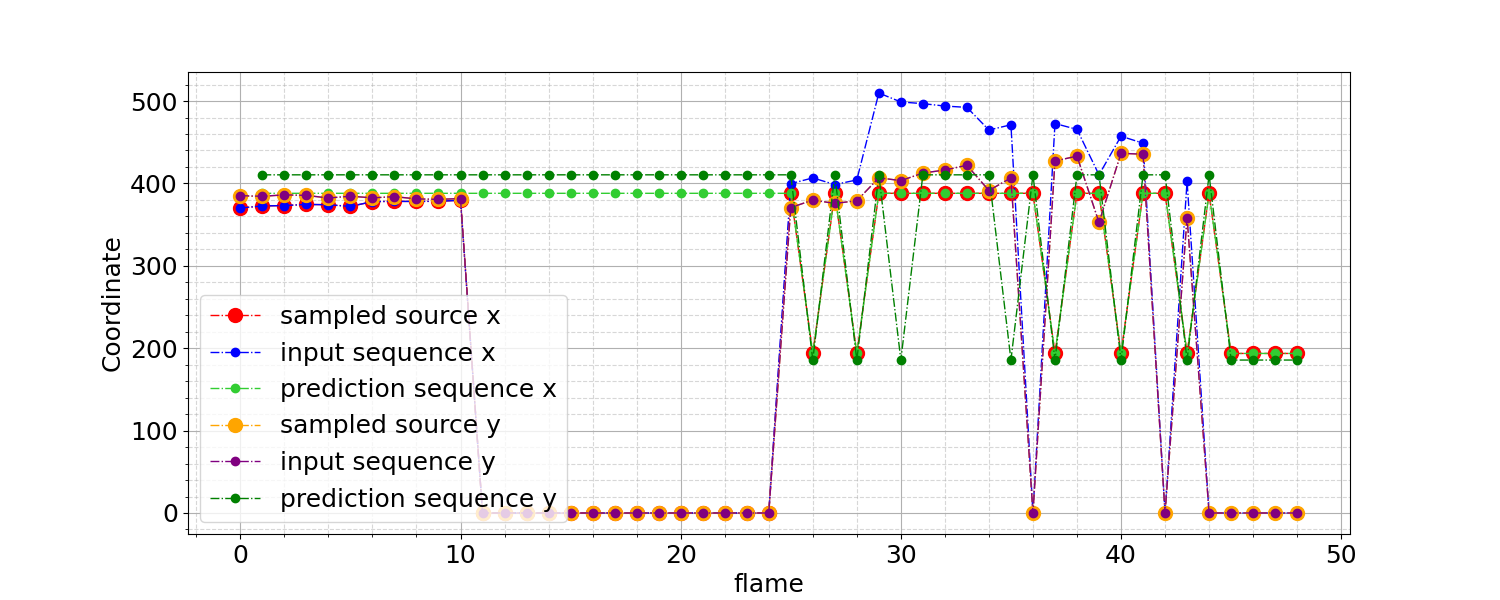 500
400
300
200
100
0
Coordinate
sampled source x
input sequence x
prediction sequence x
sampled source y
input sequence y
prediction sequence y
0 10 20 30 40 50
flame